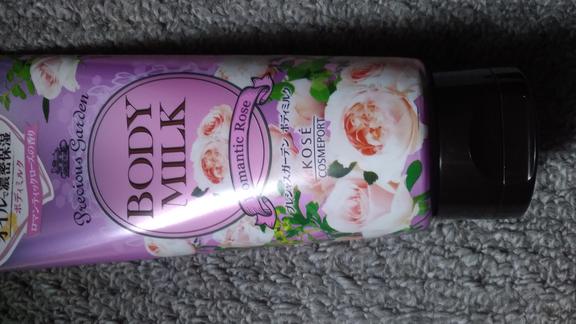 オイルで濃密保湿
ボディミルク
ロマンティックローズの香り
Precious Garden
BODY
MILK
Romantic Rose
プレシャスガーデン ボディミルク
KOSÉ
COSMEPORT